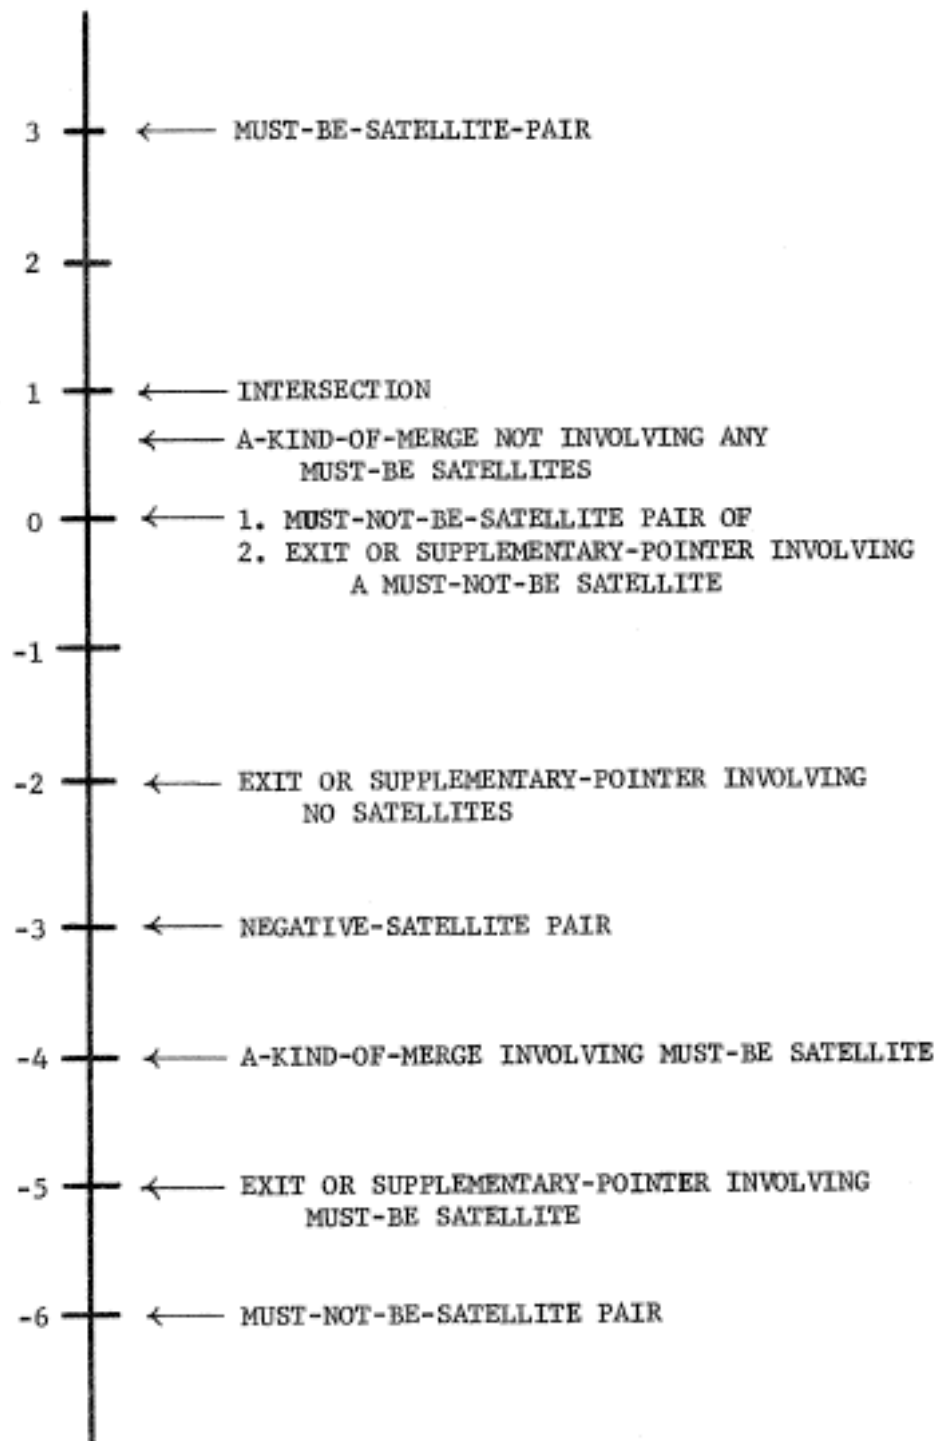 3 MUST-BE-SATELLITE-PAIR
2
1 INTERSECTION
A-KIND-OF-MERGE NOT INVOLVING ANY
MUST-BE SATELLITES
0 1. MUST-NOT-BE-SATELLITE PAIR OF
2. EXIT OR SUPPLEMENTARY-POINTER INVOLVING
A MUST-NOT-BE SATELLITE
-1
-2 EXIT OR SUPPLEMENTARY-POINTER INVOLVING
NO SATELLITES
-3 NEGATIVE-SATELLITE PAIR
-4 A-KIND-OF-MERGE INVOLVING MUST-BE SATELLITE
-5 EXIT OR SUPPLEMENTARY-POINTER INVOLVING
MUST-BE SATELLITE
-6 MUST-NOT-BE-SATELLITE PAIR